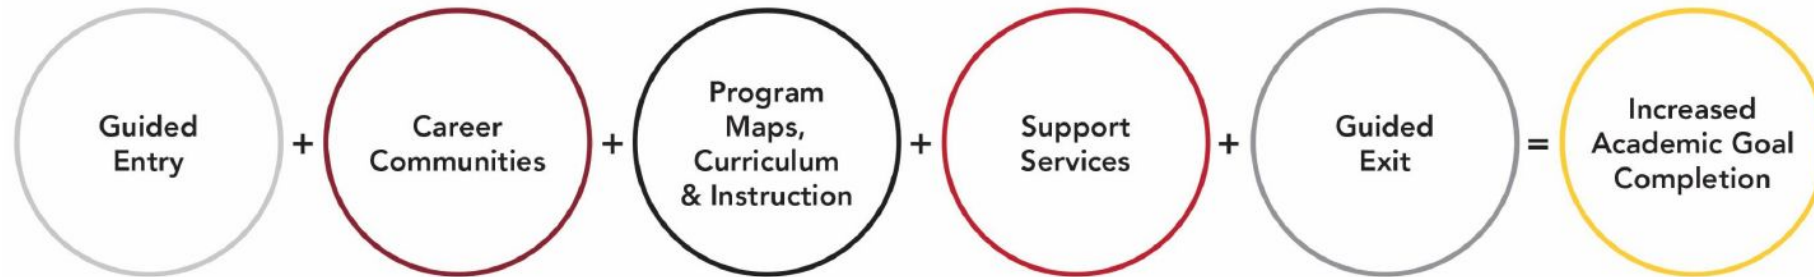 Guided
Entry
+
Career
Communities
+
Program
Maps,
Curriculum
& Instruction
+
Support
Services
+
Guided
Exit
=
Increased
Academic Goal
Completion